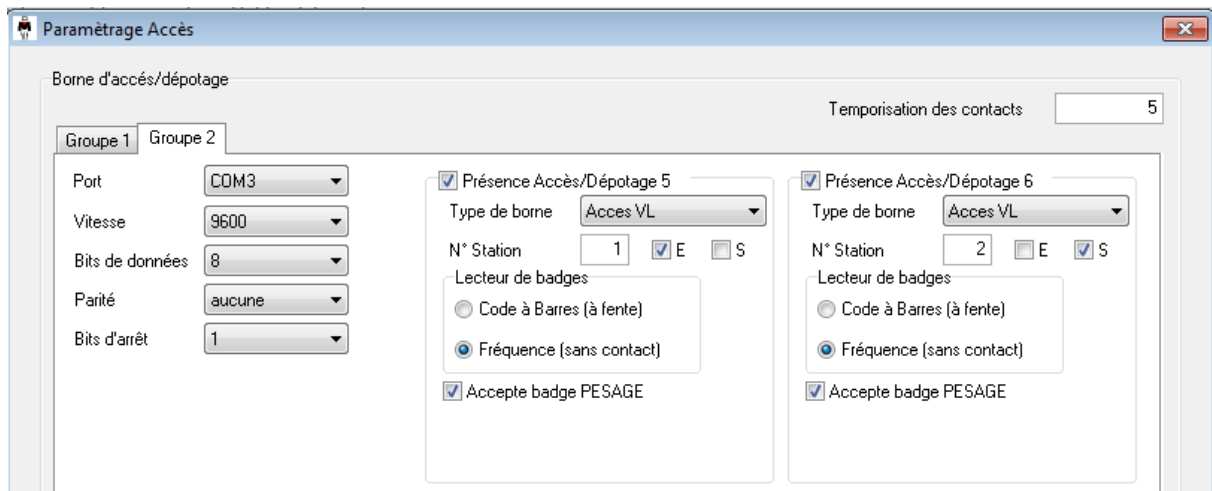 Paramètrage Accès
Borne d'accés/dépotage
Temporisation des contacts 5
Groupe 1 Groupe 2
Port COM3
Vitesse 9600
Bits de données 8
Parité aucune
Bits d'arrêt 1
Présence Accès/Dépotage 5
Type de borne Acces VL
N° Station 1 E S
Lecteur de badges
Code à Barres (à fente)
Fréquence (sans contact)
Accepte badge PESAGE
Présence Accès/Dépotage 6
Type de borne Acces VL
N° Station 2 E S
Lecteur de badges
Code à Barres (à fente)
Fréquence (sans contact)
Accepte badge PESAGE